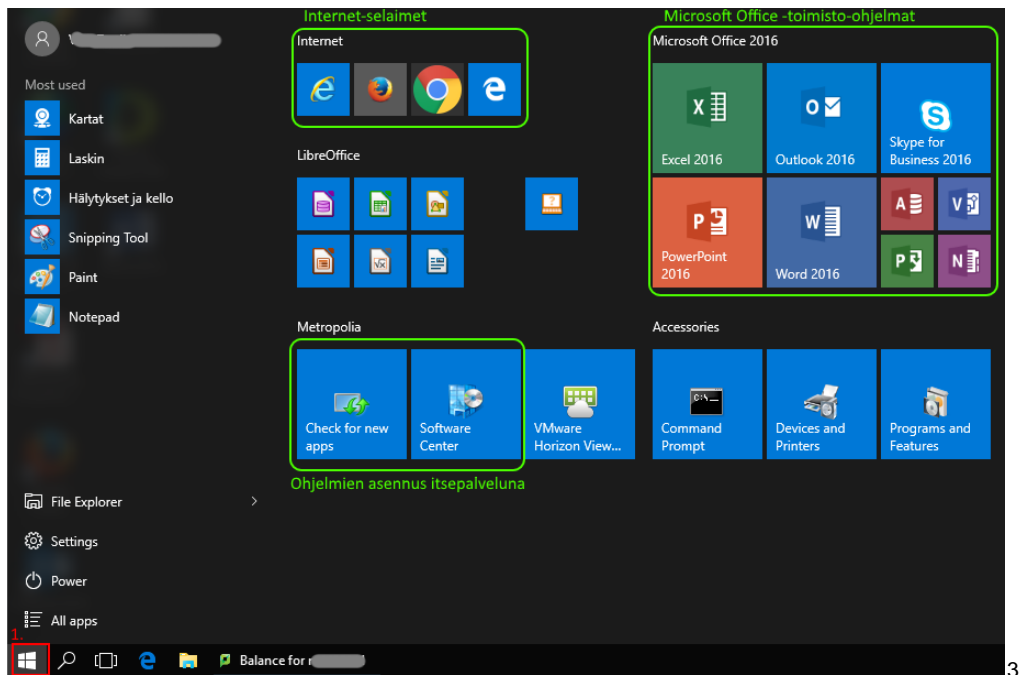 Internet-selaimet
Microsoft Office -toimisto-ohjelmat
Internet
Microsoft Office 2016
Most used
Kartat
Laskin
Hälytykset ja kello
Snipping Tool
Paint
Notepad
LibreOffice
Excel 2016
Outlook 2016
Skype for
Business 2016
PowerPoint
2016
Word 2016
Metropolia
Accessories
Check for new
apps
Software
Center
VMware
Horizon View...
Command
Prompt
Devices and
Printers
Programs and
Features
Ohjelmien asennus itsepalveluna
File Explorer
Settings
Power
All apps
1.
Balance for
3